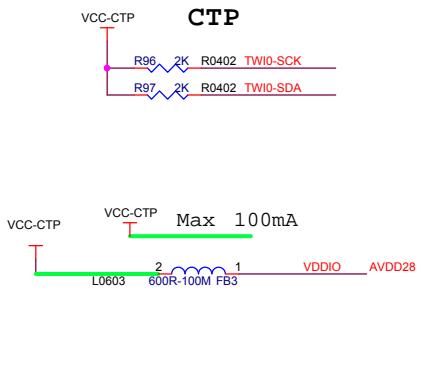 VCC-CTP CTP
R96 2K R0402 TWI0-SCK
R97 2K R0402 TWI0-SDA
VCC-CTP Max 100mA
VCC-CTP
2 1 VDDIO AVDD28
L0603 600R-100M FB3